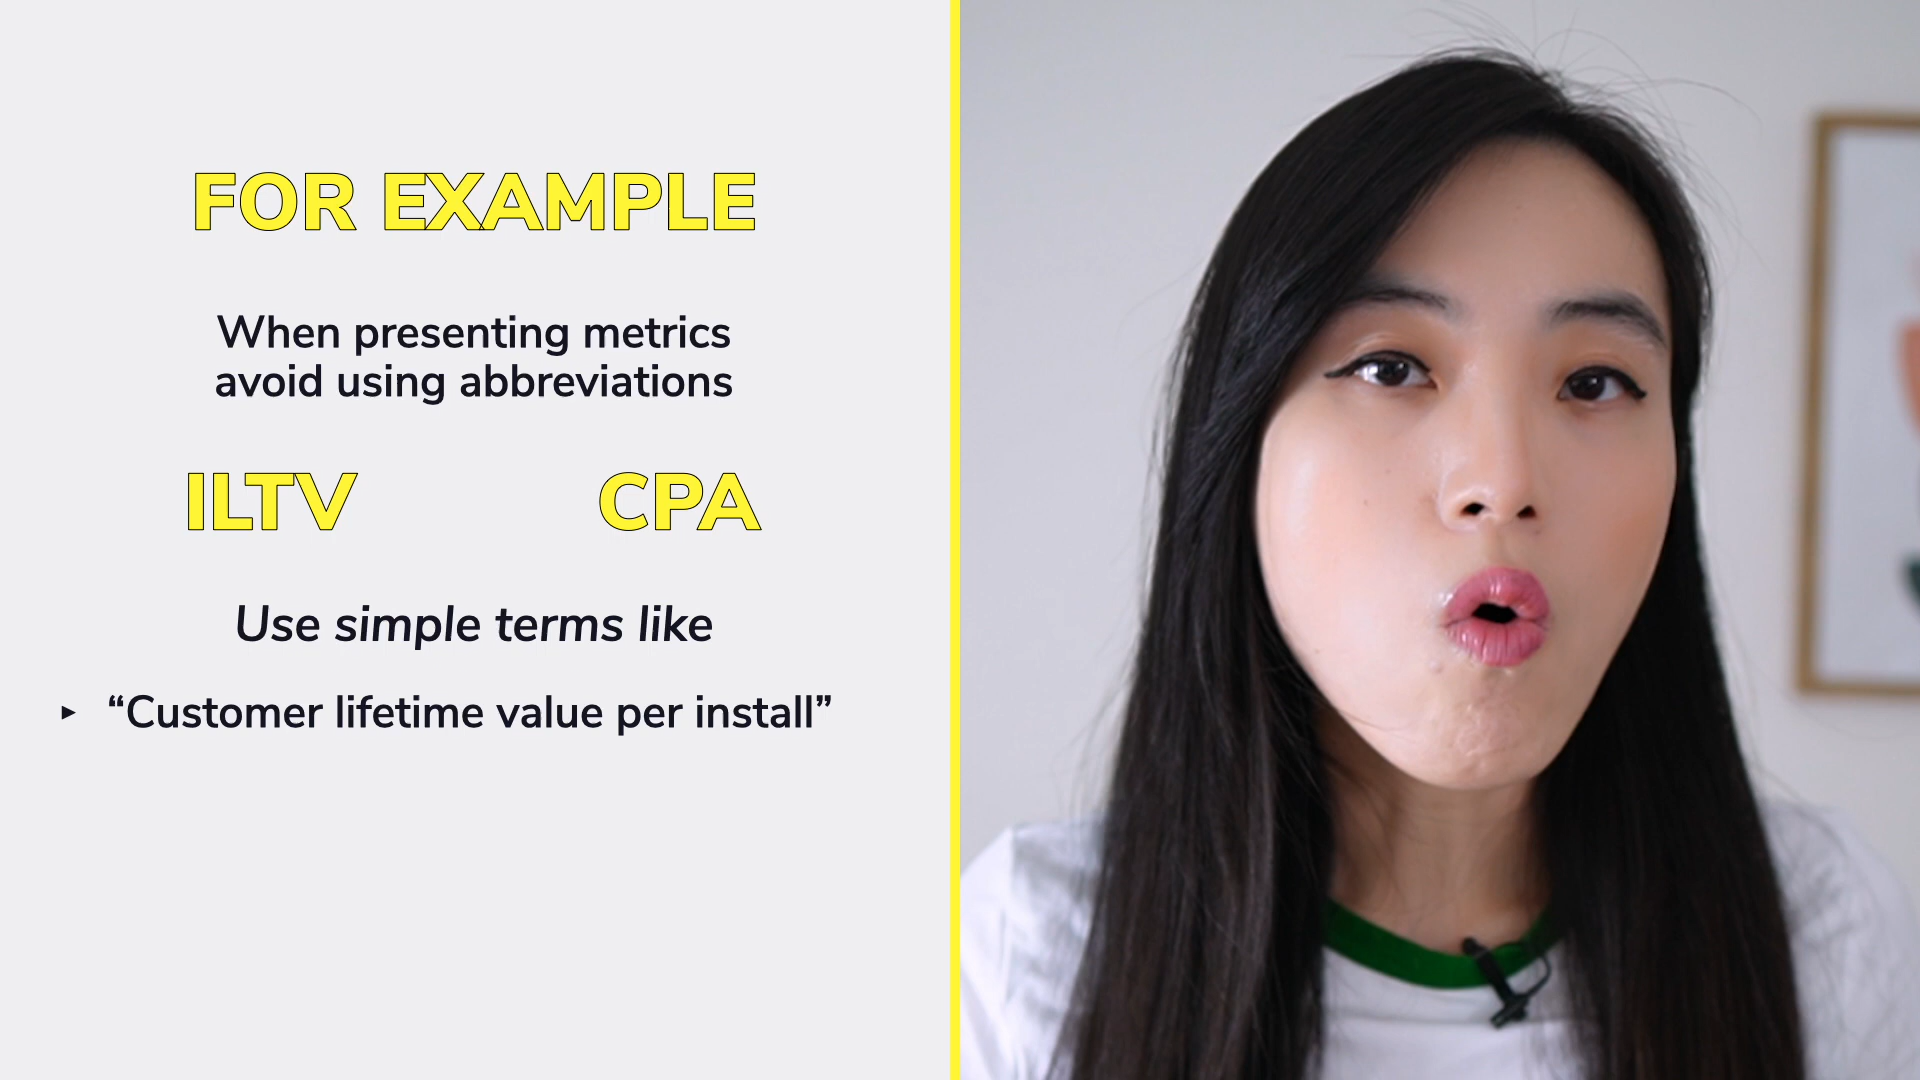 FOR EXAMPLE
When presenting metrics
avoid using abbreviations
ILTV CPA
Use simple terms like
▸ “Customer lifetime value per install”